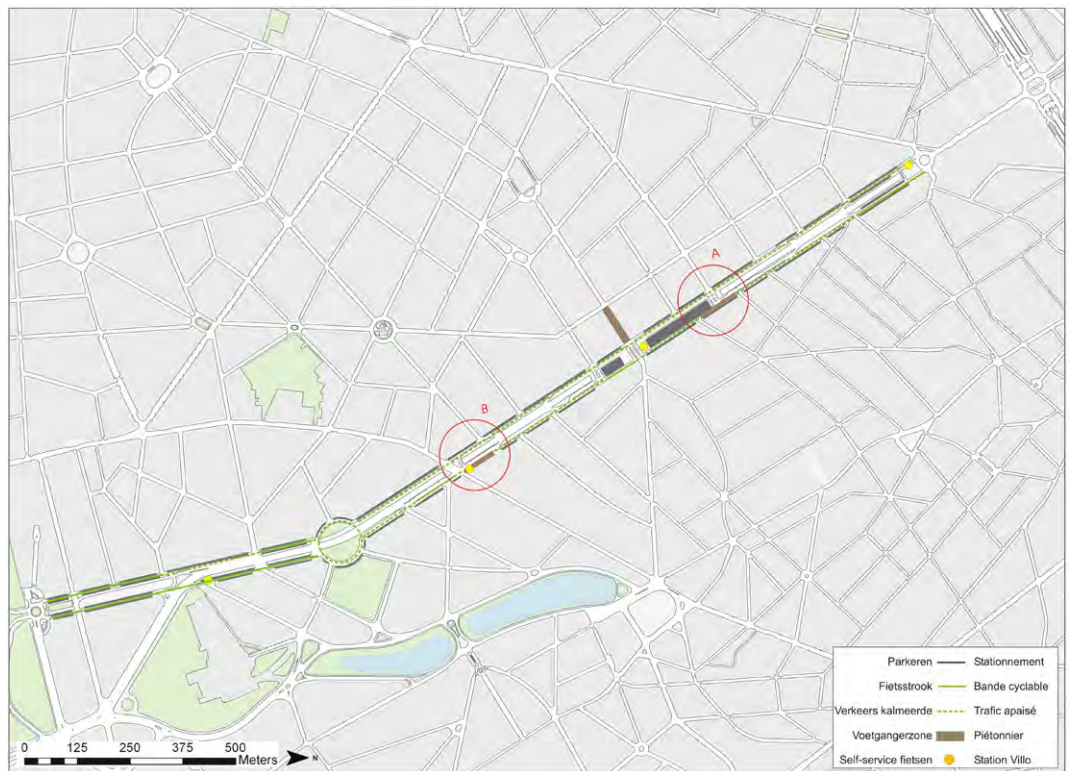 A
B
Parkeren Stationnement
Fietsstrook Bande cyclable
Verkeers kalmeerde Trafic apaisé
Voetgangerzone Piétonnier
Self-service fietsen Station Villo
0 125 250 375 500
Meters N